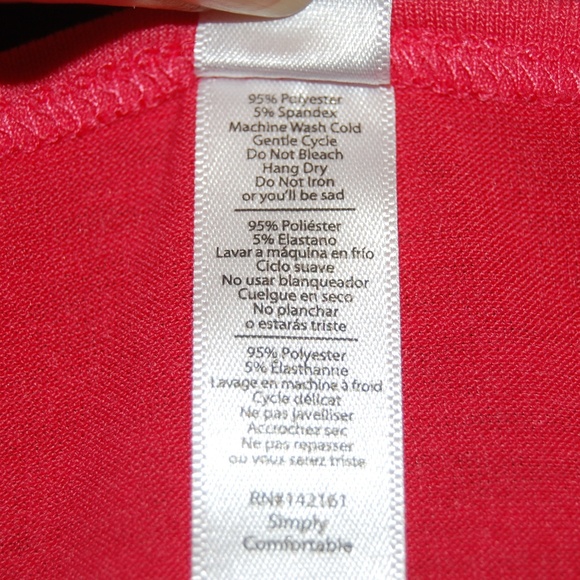 95% Polyester
5% Spandex
Machine Wash Cold
Gentle Cycle
Do Not Bleach
Hang Dry
Do Not Iron
or you'll be sad
95% Poliéster
5% Elastano
Lavar a máquina en frío
Ciclo suave
No usar blanqueador
Cuelgue en seco
No planchar
o estarás triste
95% Polyester
5% Élasthanne
Lavage en machine à froid
Cycle délicat
Ne pas javelliser
Accrochez sec
Ne pas repasser
ou vous serez triste
RN#142161
Simply
Comfortable